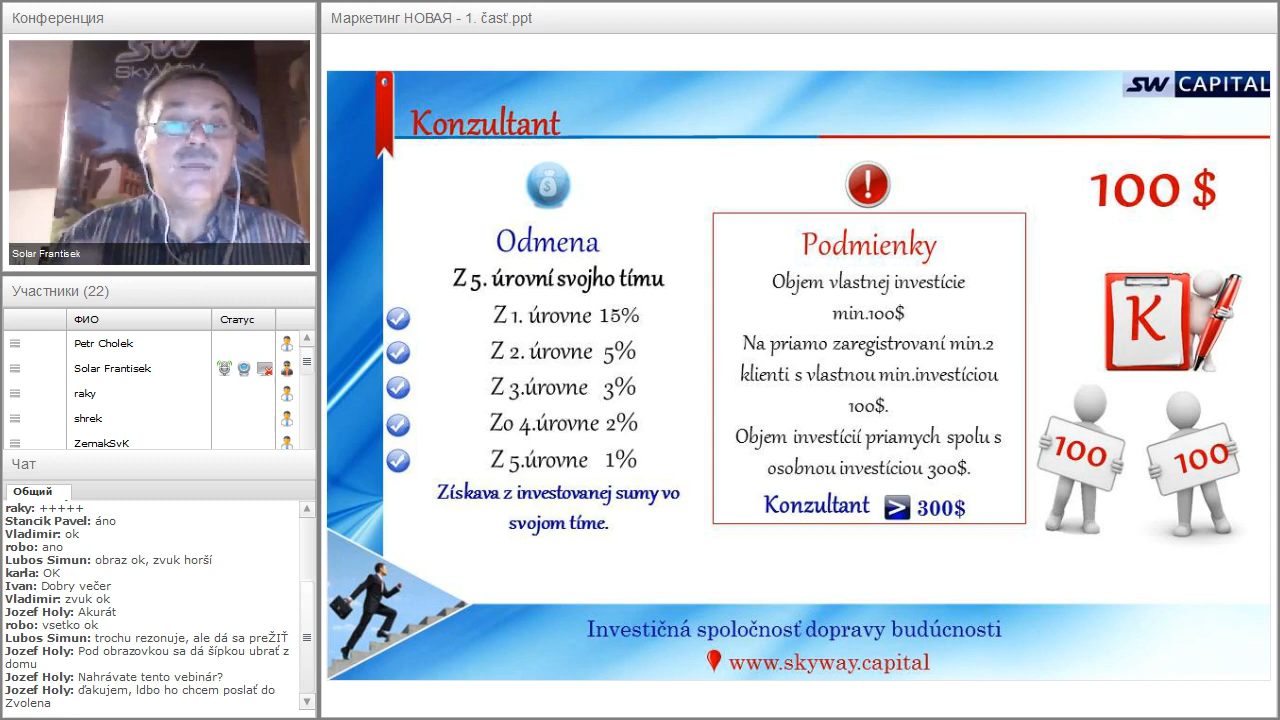 Конференция
SW
SkyWay
Solar Frantisek
Участники (22)
ФИО
Статус
Petr Cholek
Solar Frantisek
raky
shrek
ZemakSvK
Чат
Общий
raky: +++++
Stancik Pavel: áno
Vladimir: ok
robo: ano
Lubos Simun: obraz ok, zvuk horší
karla: OK
Ivan: Dobry večer
Vladimir: zvuk ok
Jozef Holy: Akurát
robo: vsetko ok
Lubos Simun: trochu rezonuje, ale dá sa preŽIŤ
Jozef Holy: Pod obrazovkou sa dá šípkou ubrať z
domu
Jozef Holy: Nahrávate tento vebinár?
Jozef Holy: ďakujem, ldbo ho chcem poslať do
Zvolena
Маркетинг НОВАЯ - 1. časť.ppt
SW CAPITAL
Konzultant
$
Odmena
Z 5. úrovní svojho tímu
Z 1. úrovne 15%
Z 2. úrovne 5%
Z 3.úrovne 3%
Zo 4.úrovne 2%
Z 5.úrovne 1%
Získava z investovanej sumy vo
svojom tíme.
!
Podmienky
Objem vlastnej investície
min.100$
Na priamo zaregistrovaní min.2
klienti s vlastnou min.investíciou
100$.
Objem investícií priamych spolu s
osobnou investíciou 300$.
Konzultant > 300$
100 $
K
100
100
Investičná spoločnosť dopravy budúcnosti
www.skyway.capital